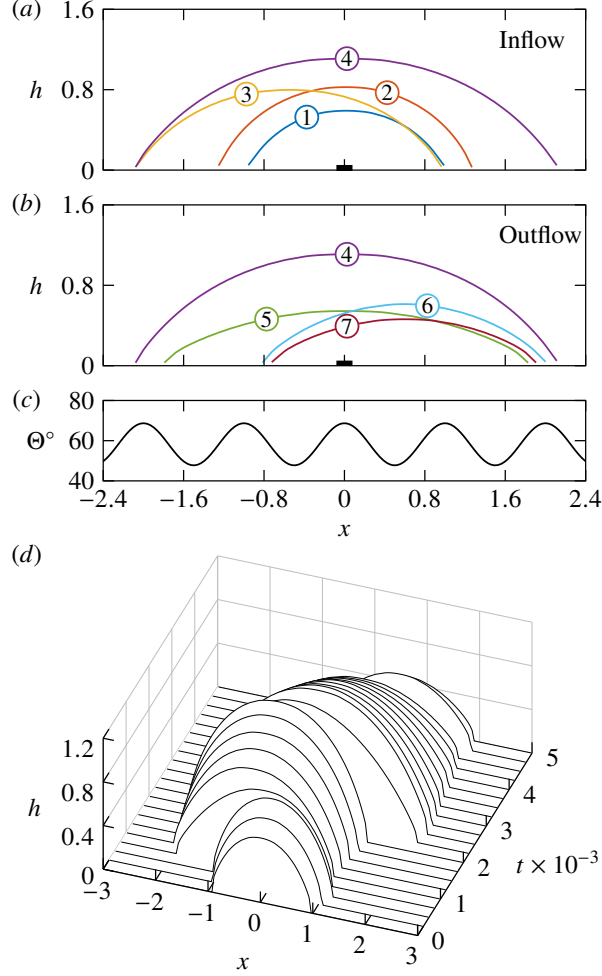 (a)
1.6
Inflow
4
3
2
h 0.8
1
0
(b)
1.6
Outflow
4
h 0.8
6
5
7
0
(c)
80
Θ° 60
40
−2.4 −1.6 −0.8 0 0.8 1.6 2.4
x
(d)
1.2
0.8
h
0.4
0
−3 −2 −1 0 1 2 3
x
0 1 2 3 4 5
t × 10⁻³